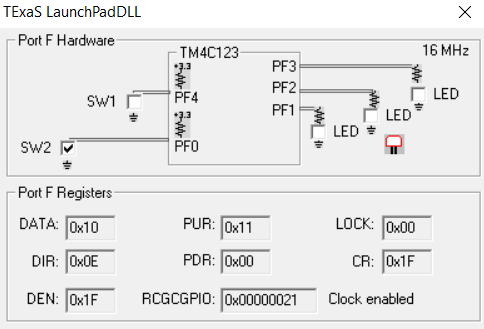 TExaS LaunchPadDLL
Port F Hardware
TM4C123
16 MHz
+3.3
PF3
SW1
PF4
PF2
LED
+3.3
PF1
LED
SW2
PF0
LED
Port F Registers
DATA: 0x10 PUR: 0x11 LOCK: 0x00
DIR: 0x0E PDR: 0x00 CR: 0x1F
DEN: 0x1F RCGCGPIO: 0x00000021 Clock enabled